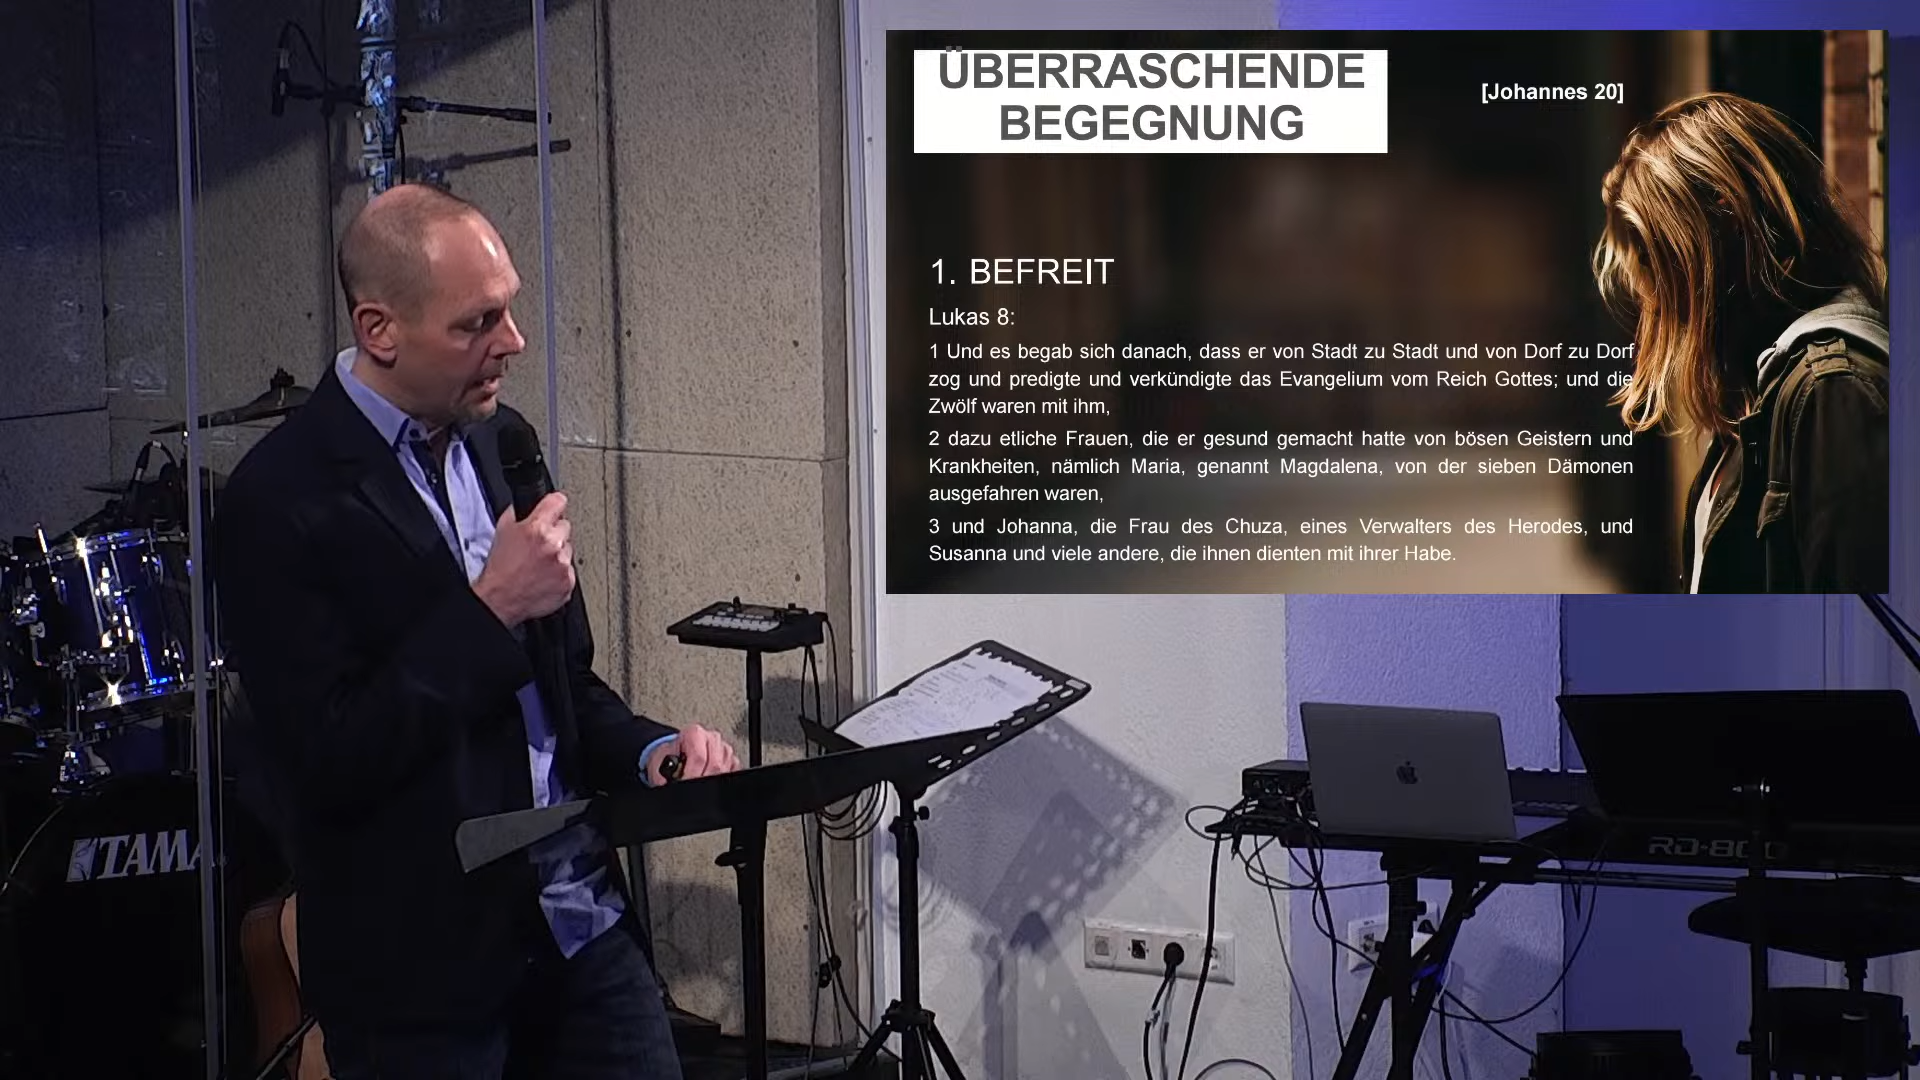 ÜBERRASCHENDE
BEGEGNUNG
[Johannes 20]
1. BEFREIT
Lukas 8:
1 Und es begab sich danach, dass er von Stadt zu Stadt und von Dorf zu Dorf
zog und predigte und verkündigte das Evangelium vom Reich Gottes; und die
Zwölf waren mit ihm,
2 dazu etliche Frauen, die er gesund gemacht hatte von bösen Geistern und
Krankheiten, nämlich Maria, genannt Magdalena, von der sieben Dämonen
ausgefahren waren,
3 und Johanna, die Frau des Chuza, eines Verwalters des Herodes, und
Susanna und viele andere, die ihnen dienten mit ihrer Habe.
TAMA
RD-800